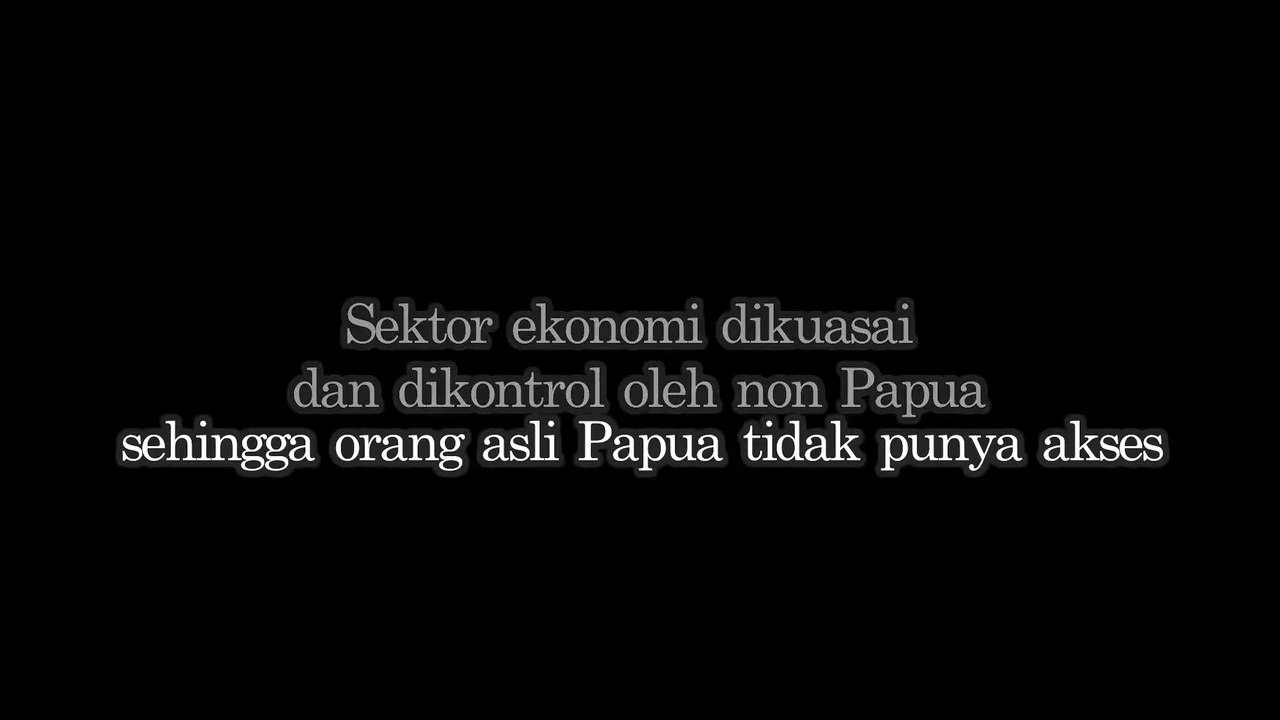 Sektor ekonomi dikuasai
dan dikontrol oleh non Papua
sehingga orang asli Papua tidak punya akses